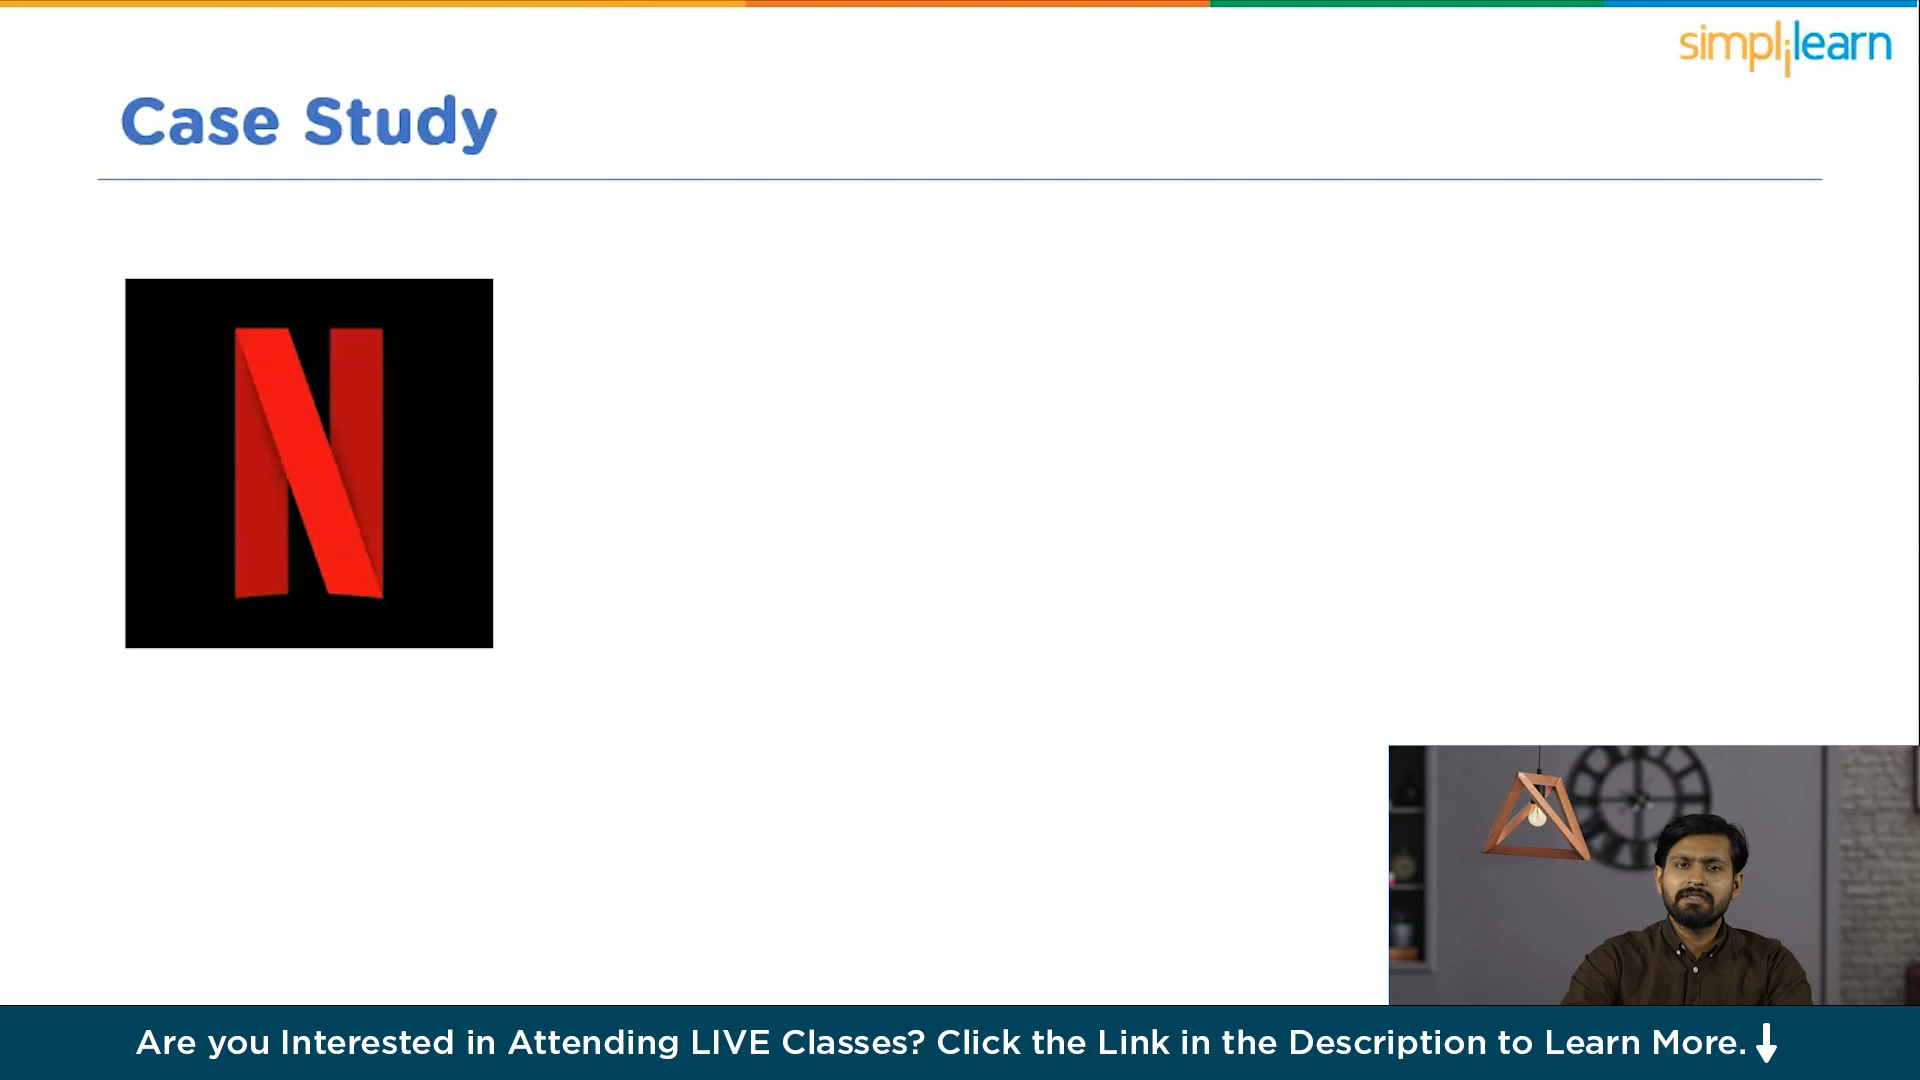 simplilearn
Case Study
N
Are you Interested in Attending LIVE Classes? Click the Link in the Description to Learn More.